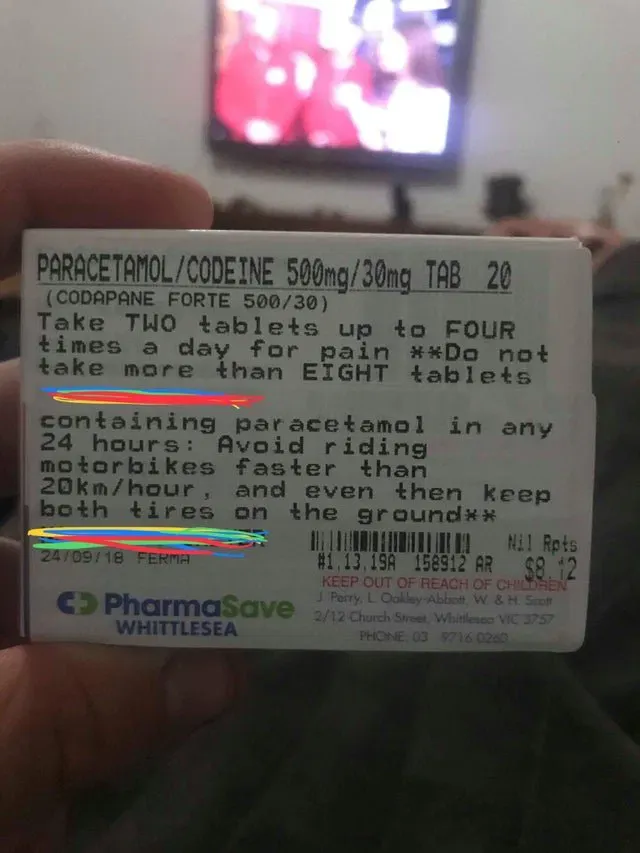 PARACETAMOL/CODEINE 500mg/30mg TAB 20
(CODAPANE FORTE 500/30)
Take TWO tablets up to FOUR
times a day for pain **Do not
take more than EIGHT tablets
containing paracetamol in any
24 hours: Avoid riding
motorbikes faster than
20km/hour, and even then keep
both tires on the ground**
24/09/18 FERMA
Nil Rpts
#1,13,19A 158912 AR $8.12
KEEP OUT OF REACH OF CHILDREN
J. Perry, L. Oakley-Abbott, W. & H. Scott
2/12 Church Street, Whittlesea VIC 3757
PHONE: 03 9716 0260
PharmaSave
WHITTLESEA